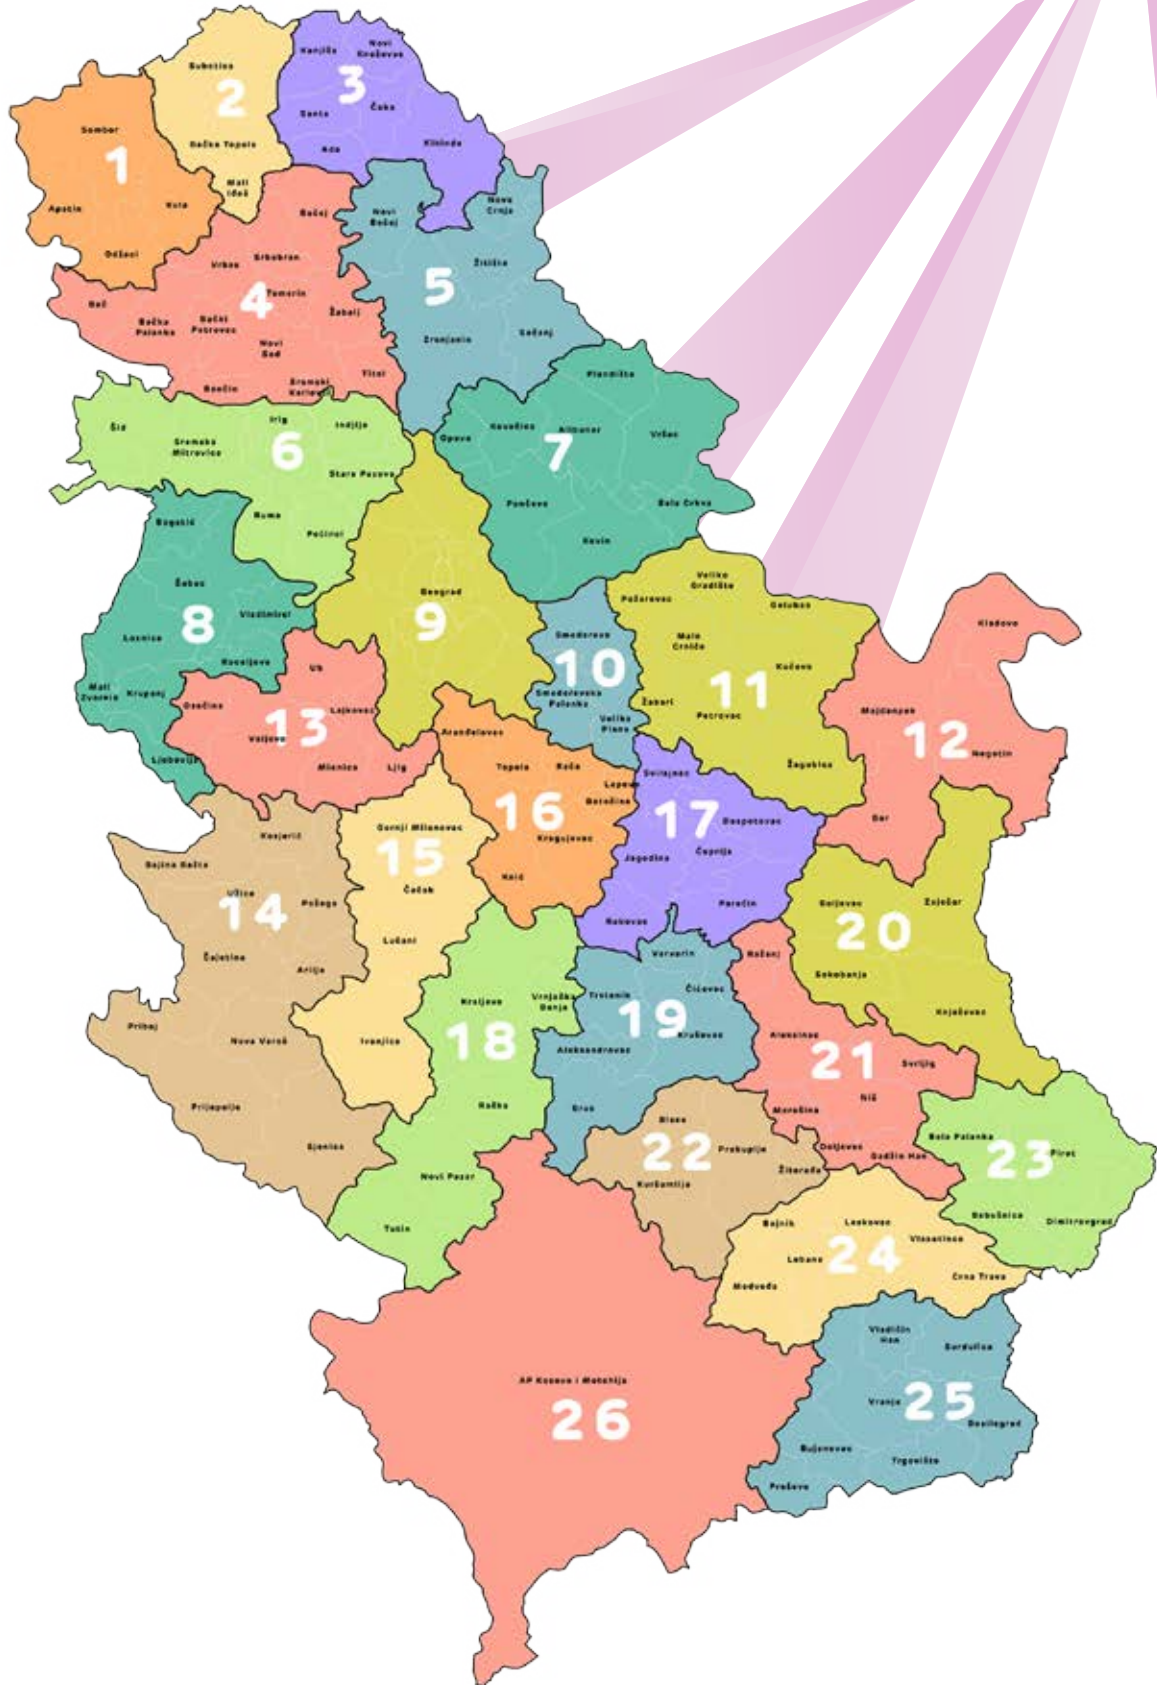 Kanjiža
Novi
Kneževac
Subotica
2
3
Čoka
Senta
Sombor
Bačka Topola
Ada
Kikinda
1
Mali
Iđoš
Apatin
Kula
Bečej
Novi
Bečej
Nova
Crnja
Odžaci
Vrbas
Srbobran
Žitište
5
4
Temerin
Bač
Bačka
Palanka
Bački
Petrovac
Žabalj
Novi
Sad
Zrenjanin
Sečanj
Titel
Plandište
Beočin
Sremski
Karlovci
Irig
Inđija
Šid
Sremska
Mitrovica
6
Opovo
Kovačica
Alibunar
Vršac
7
Stara Pazova
Pančevo
Bela Crkva
Ruma
Pećinci
Bogatić
Kovin
Šabac
Beograd
Veliko
Gradište
Požarevac
Golubac
8
Vladimirci
9
Loznica
Smederevo
Malo
Crniće
Kladovo
Koceljeva
Ub
10
Kučevo
Mali
Zvornik
Krupanj
Osečina
Lajkovac
Smederevska
Palanka
Žabari
11
Petrovac
Majdanpek
13
Valjevo
Velika
Plana
12
Negotin
Ljubovija
Mionica
Ljig
Aranđelovac
Topola
Rača
Svilajnac
Žagubica
Lapovo
Batočina
Bor
16
17
Despotovac
Kosjerić
Gornji Milanovac
Kragujevac
Bajina Bašta
15
Jagodina
Ćuprija
Užice
Čačak
Knić
14
Požega
Rekovac
Paraćin
Boljevac
Zaječar
20
Lučani
Čajetina
Arilje
Varvarin
Ražanj
Sokobanja
Kraljevo
Vrnjačka
Banja
Trstenik
Ćićevac
Knjaževac
Priboj
Nova Varoš
Ivanjica
18
19
Kruševac
Aleksinac
Aleksandrovac
21
Svrljig
Prijepolje
Raška
Brus
Niš
Merošina
Blace
Sjenica
22
Prokuplje
Doljevac
Gadžin Han
Bela Palanka
23
Pirot
Novi Pazar
Kuršumlija
Žitorađa
Tutin
Bojnik
Leskovac
Babušnica
Dimitrovgrad
Vlasotince
Lebane
24
Medveđa
Crna Trava
Vladičin
Han
Surdulica
AP Kosovo i Metohija
26
Vranje
25
Bosilegrad
Bujanovac
Trgovište
Preševo